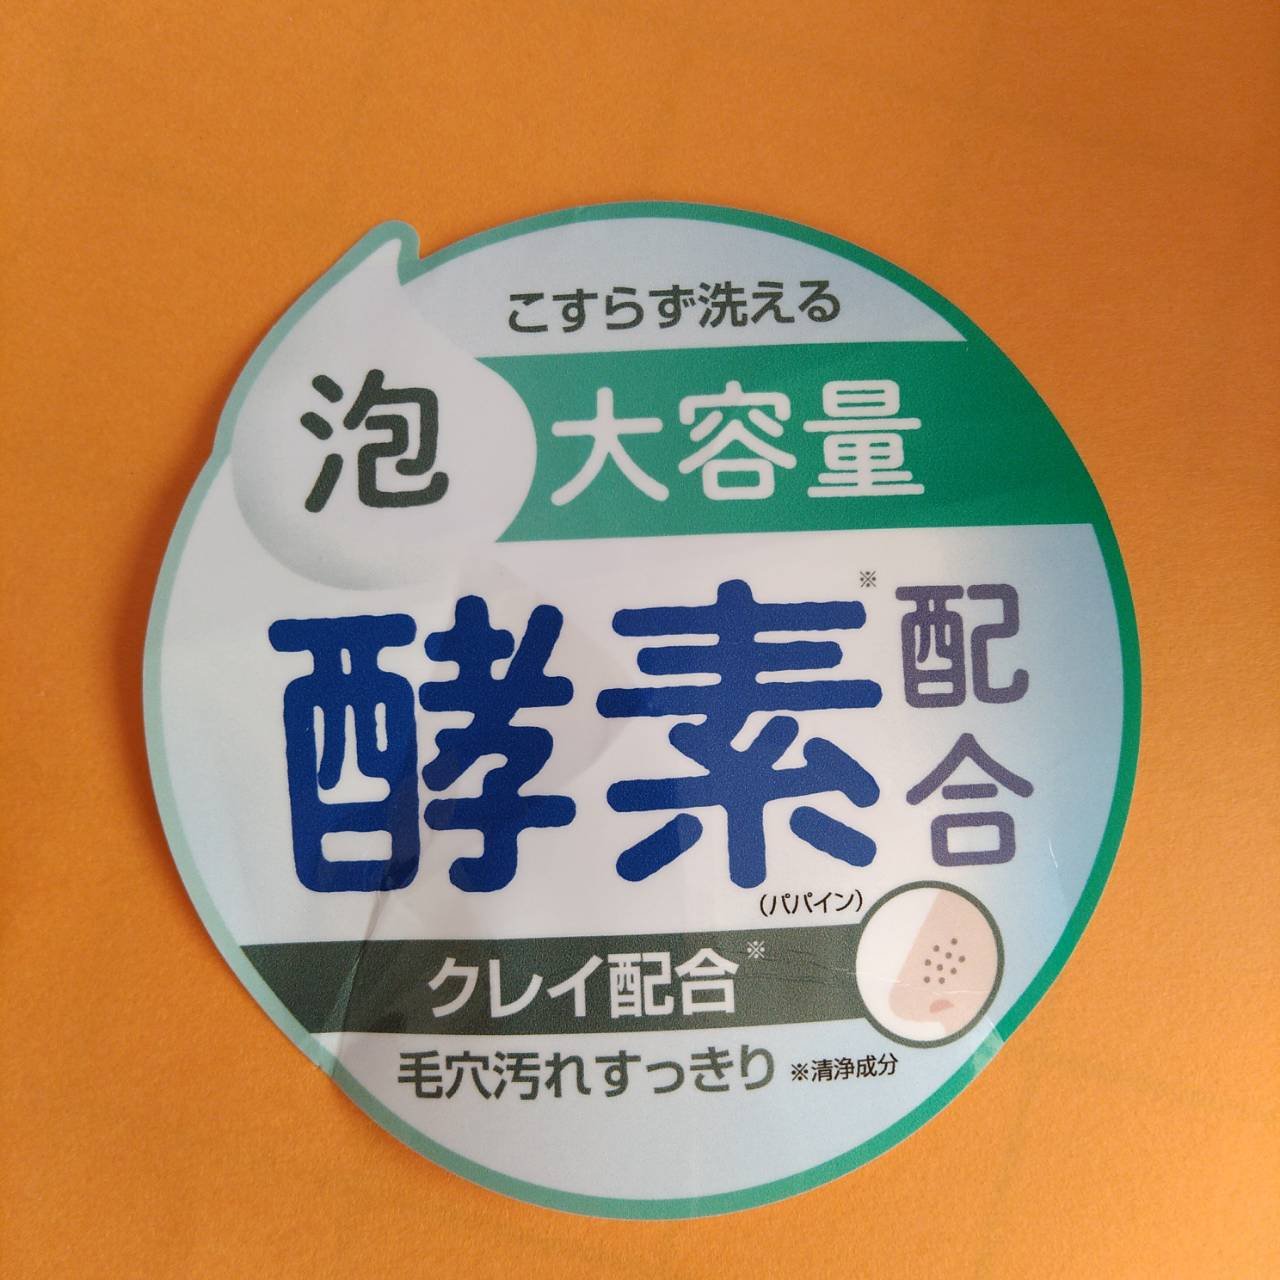 こすらず洗える
泡 大容量
酵素※配合
(パパイン)
クレイ配合※
毛穴汚れすっきり ※清浄成分